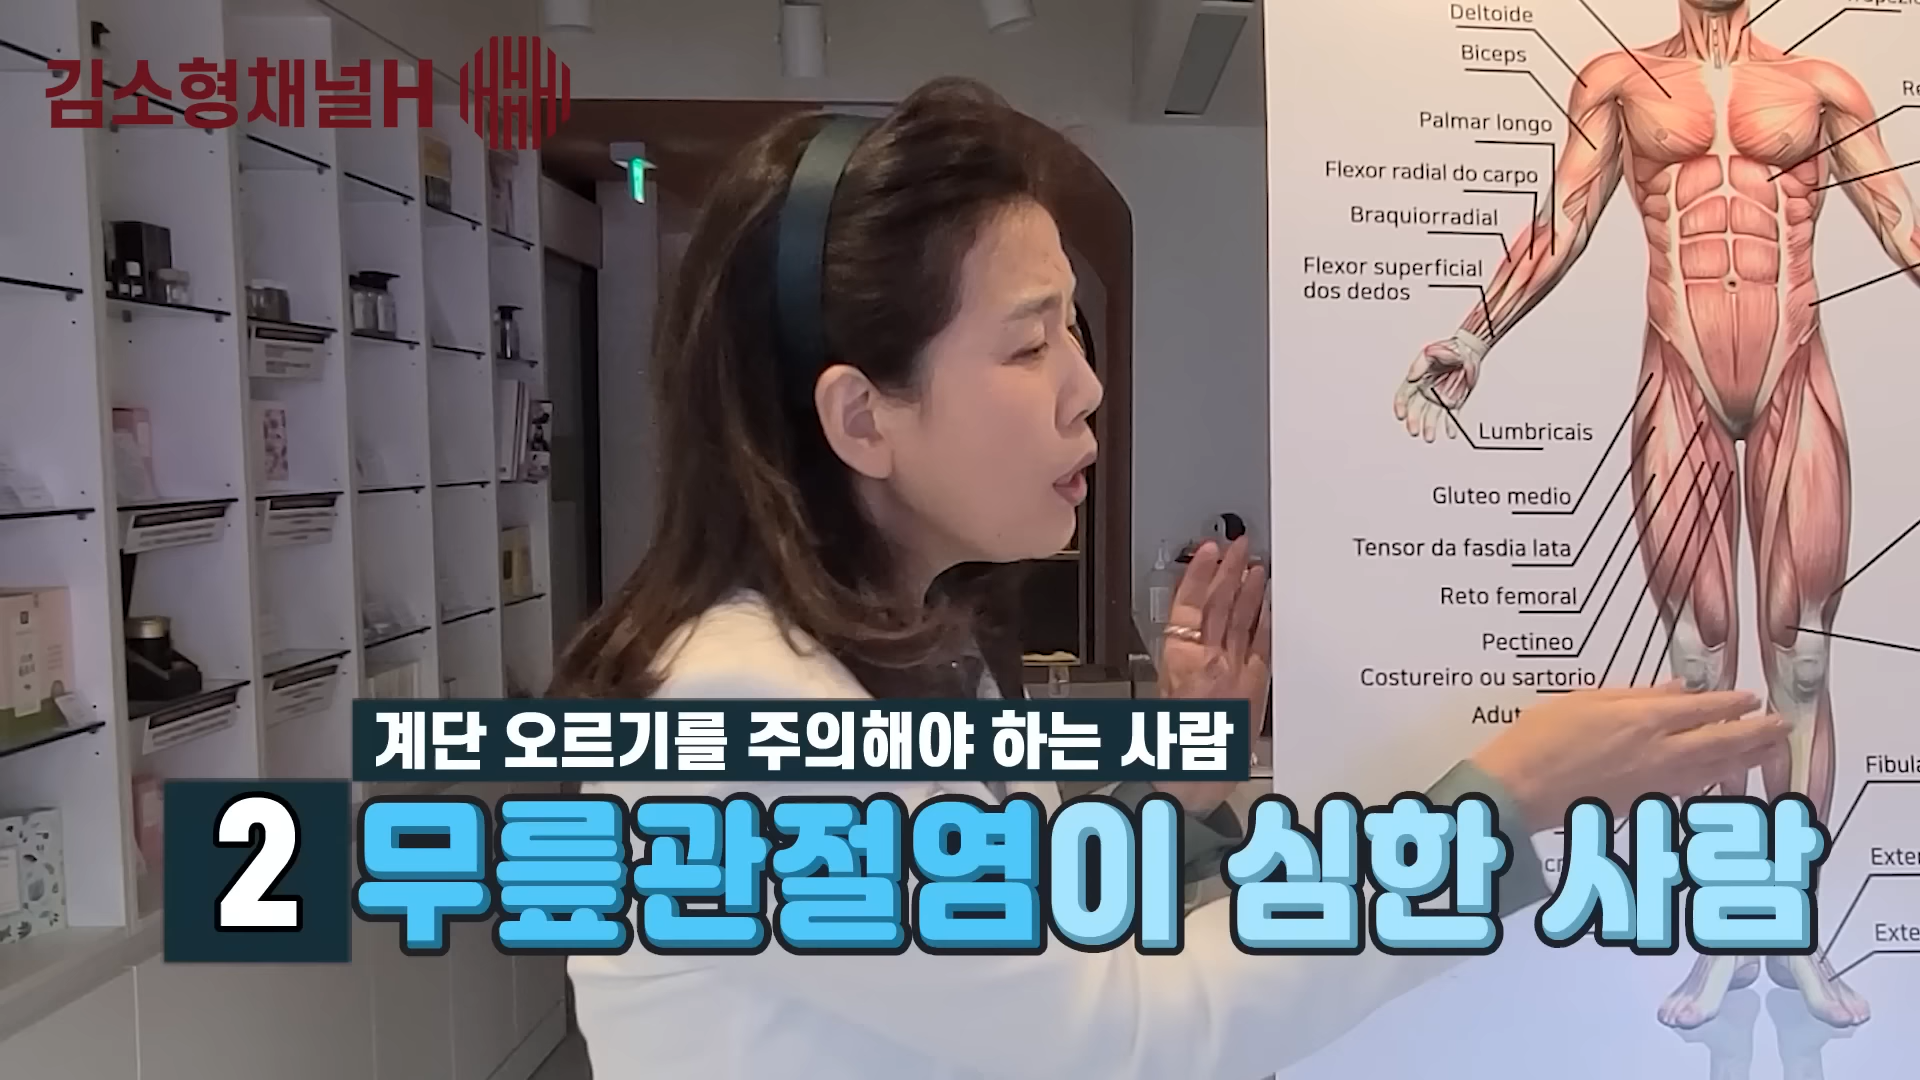 김소형채널H
Deltoide
Biceps
Palmar longo
Flexor radial do carpo
Braquiorradial
Flexor superficial
dos dedos
Lumbricais
Gluteo medio
Tensor da fasdia lata
Reto femoral
Pectineo
Costureiro ou sartorio
계단 오르기를 주의해야 하는 사람
2 무릎관절염이 심한 사람